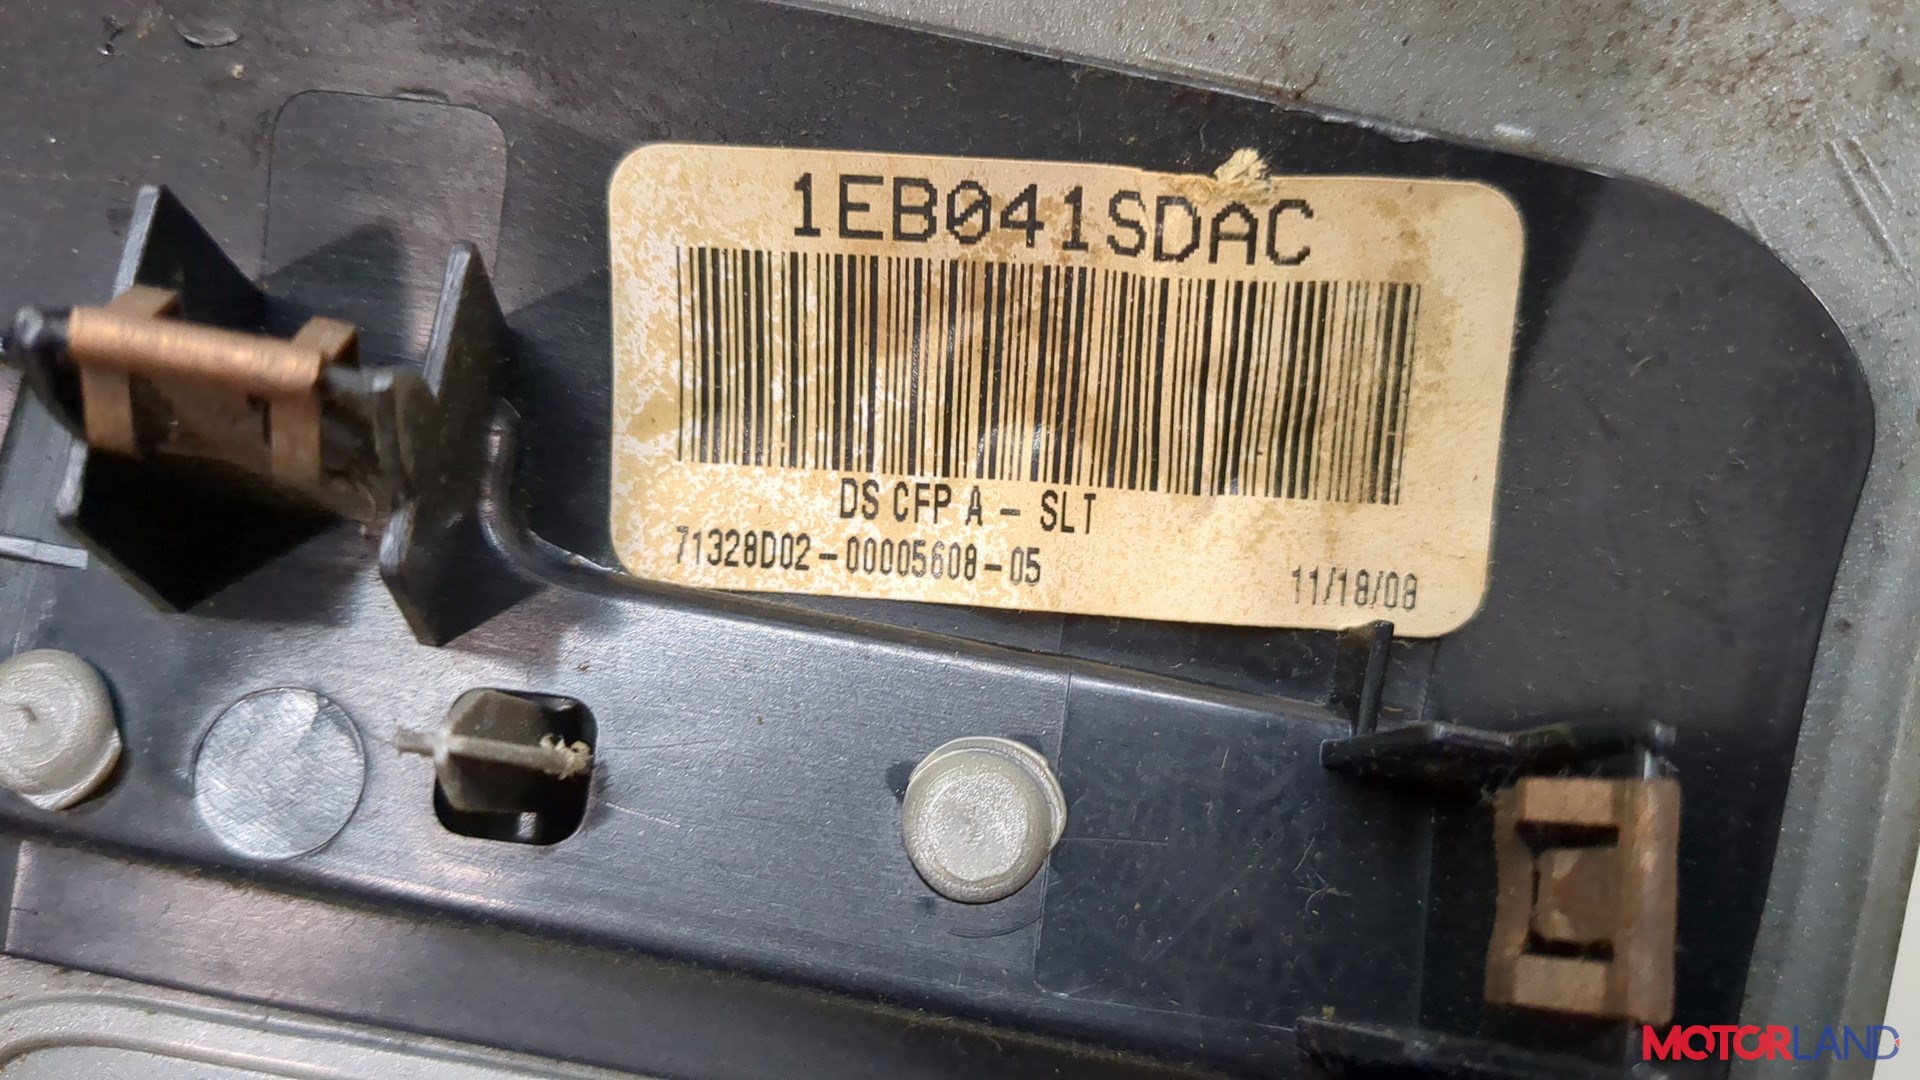 1EB041SDAC
DS CFP A - SLT
71328D02-00005608-05
11/18/08
MOTORLAND